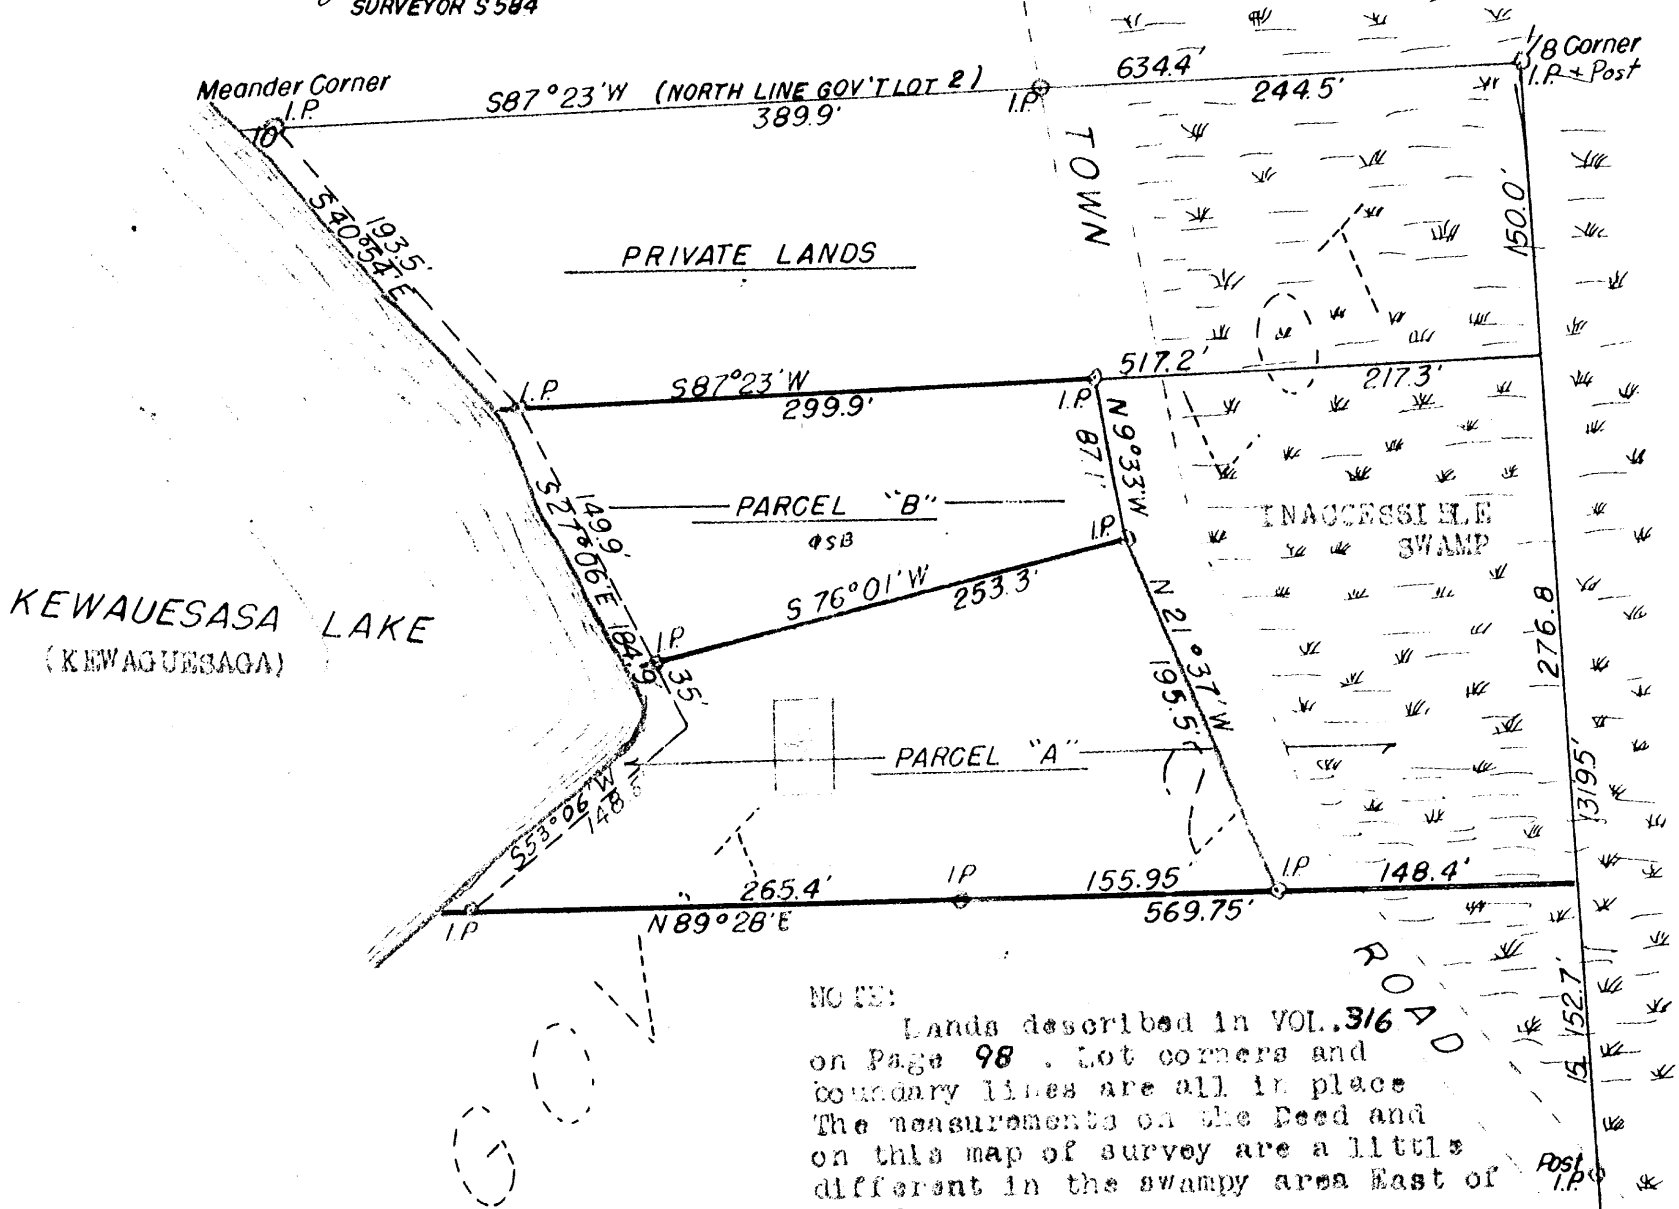 SURVEYOR S 584
1/8 Corner
I.P. + Post
Meander Corner
I.P.
10'
S87°23'W (NORTH LINE GOV'T LOT 2)
389.9'
634.4'
I.P.
244.5'
TOWN
193.5'
S40°54'E
PRIVATE LANDS
150.0'
I.P.
S87°23'W
299.9'
I.P.
517.2'
217.3'
N 9°33'W
87.1'
149.9'
S 27°06'E
184.9'
PARCEL "B"
I.P.
INACCESSIBLE
SWAMP
S 76°01'W 253.3'
KEWAUESASA LAKE
(KEWAGUESAGA)
I.P.
35'
N 21°37'W
195.5'
276.8
1319.5'
PARCEL "A"
S53°06'W
265.4'
N89°28'E
I.P.
I.P.
155.95
569.75'
I.P.
148.4'
ROAD
152.7'
15
GOV
LOT
NOTE:
Lands described in VOL. 316
on Page 98 . Lot corners and
boundary lines are all in place
The measurements on the Deed and
on this map of survey are a little
different in the swampy area East of
Post
I.P.